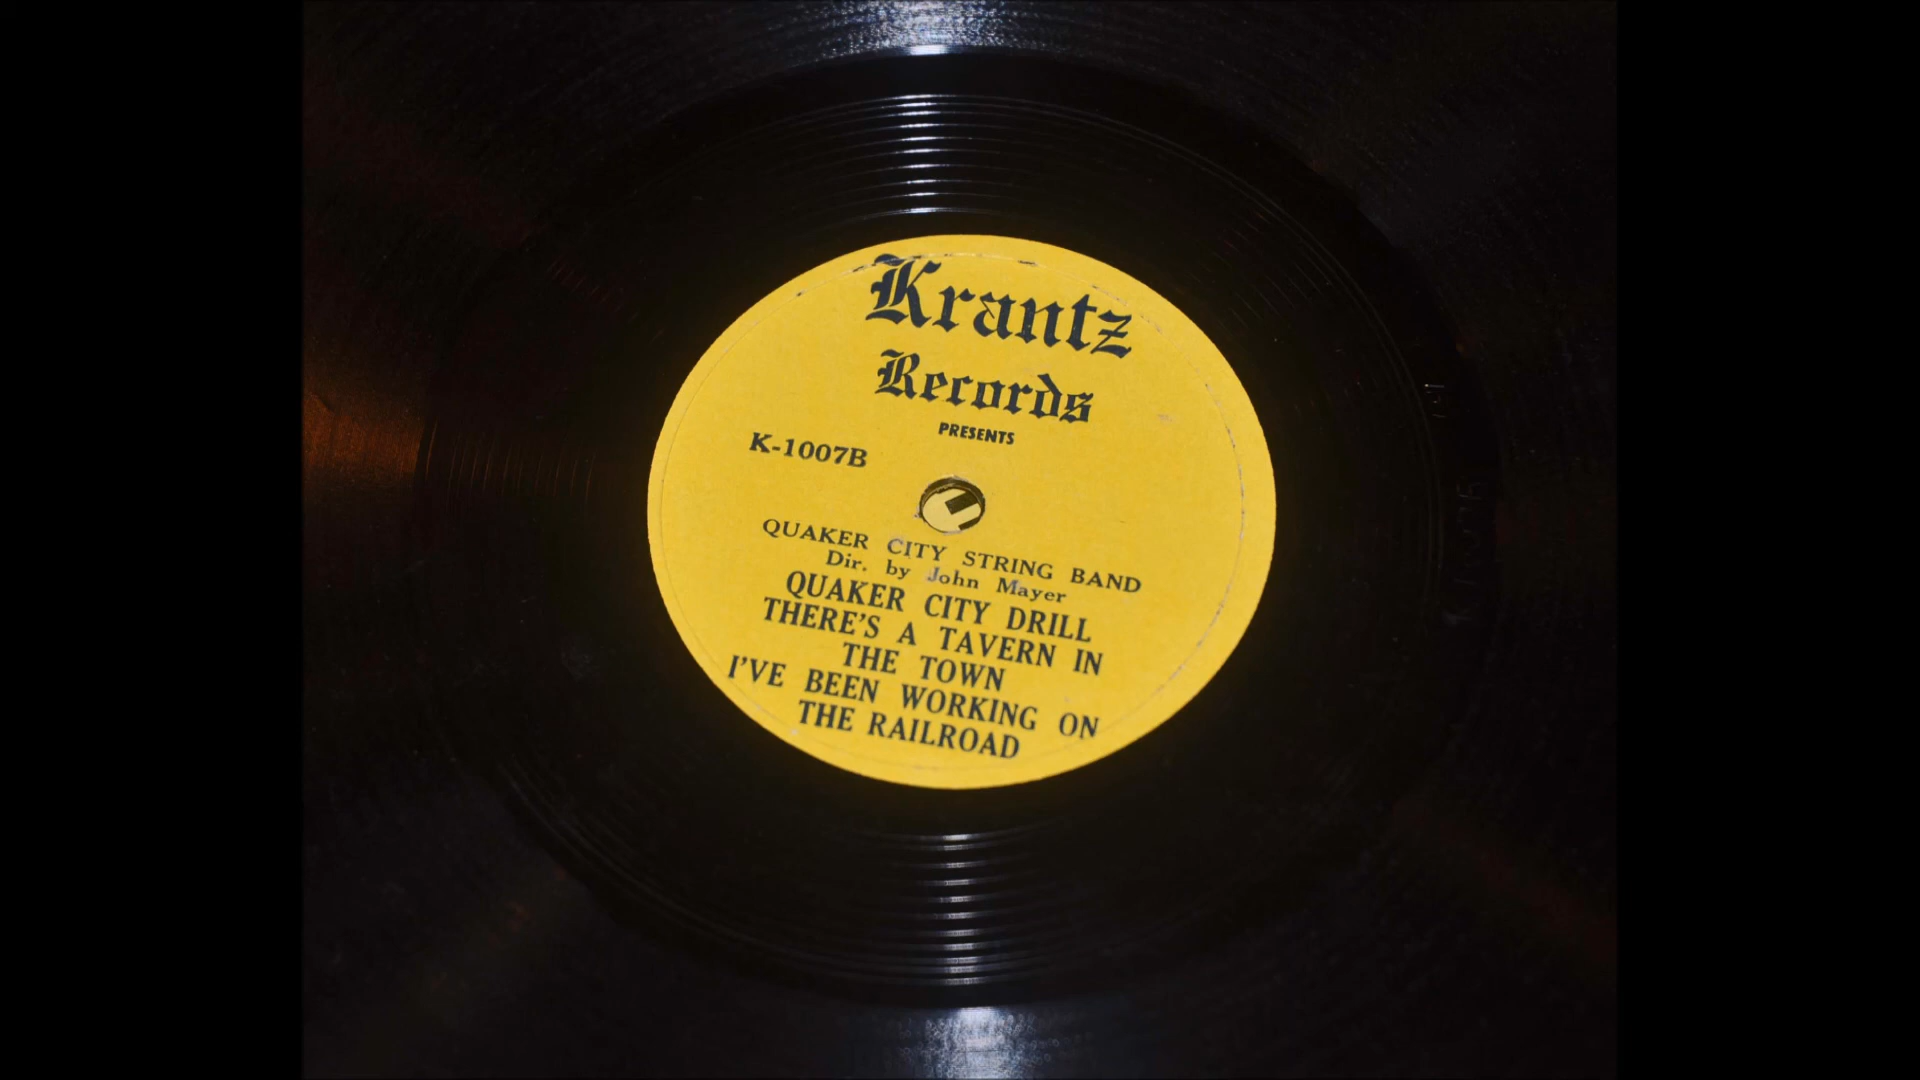 Krantz
Records
PRESENTS
K-1007B
QUAKER CITY STRING BAND
Dir. by John Mayer
QUAKER CITY DRILL
THERE'S A TAVERN IN
THE TOWN
I'VE BEEN WORKING ON
THE RAILROAD